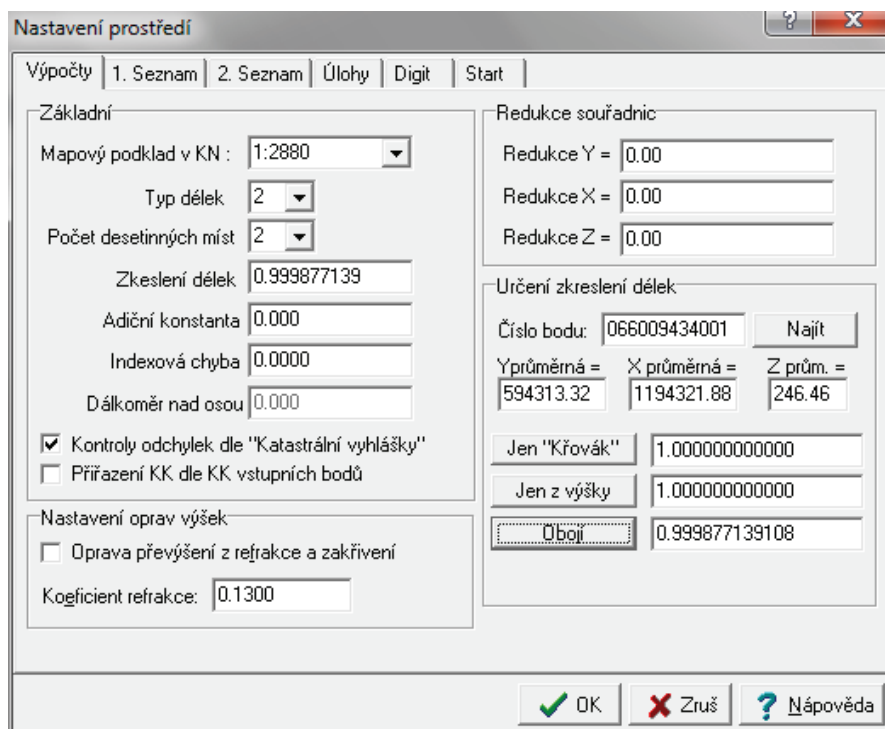 Nastavení prostředí
Výpočty 1. Seznam 2. Seznam Úlohy Digit Start
Základní
Mapový podklad v KN : 1:2880
Typ délek 2
Počet desetinných míst 2
Zkeslení délek 0.999877139
Adiční konstanta 0.000
Indexová chyba 0.0000
Dálkoměr nad osou 0.000
Kontroly odchylek dle "Katastrální vyhlášky"
Přiřazení KK dle KK vstupních bodů
Nastavení oprav výšek
Oprava převýšení z refrakce a zakřivení
Koeficient refrakce: 0.1300
Redukce souřadnic
Redukce Y = 0.00
Redukce X = 0.00
Redukce Z = 0.00
Určení zkreslení délek
Číslo bodu: 066009434001 Najít
Yprůměrná = X průměrná = Z prům. =
594313.32 1194321.88 246.46
Jen "Křovák" 1.000000000000
Jen z výšky 1.000000000000
Obojí 0.999877139108
OK Zruš Nápověda